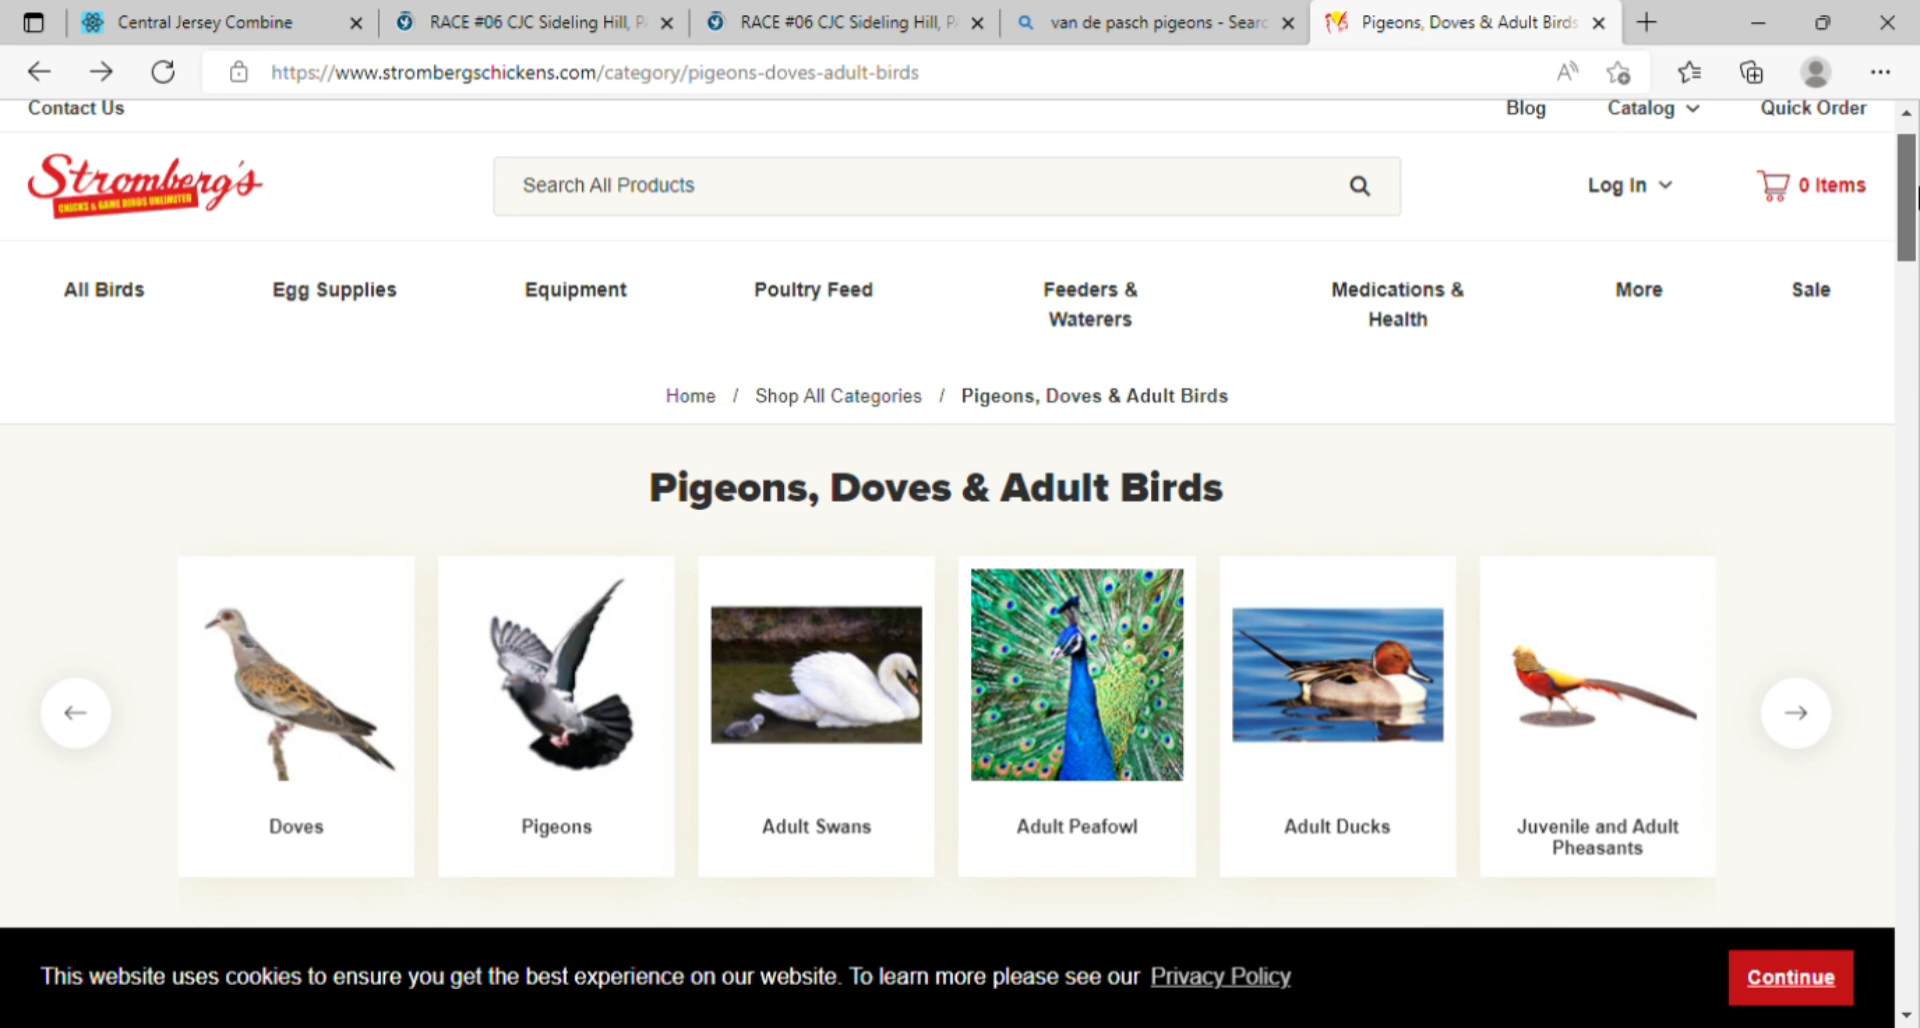 Central Jersey Combine
RACE #06 CJC Sideling Hill, P
RACE #06 CJC Sideling Hill, P
van de pasch pigeons - Searc
Pigeons, Doves & Adult Birds
https://www.strombergschickens.com/category/pigeons-doves-adult-birds
Contact Us
Blog
Catalog
Quick Order
Stromberg's
CHICKS & GAME BIRDS UNLIMITED
Search All Products
Log In
0 Items
All Birds
Egg Supplies
Equipment
Poultry Feed
Feeders &
Waterers
Medications &
Health
More
Sale
Home / Shop All Categories / Pigeons, Doves & Adult Birds
Pigeons, Doves & Adult Birds
Doves
Pigeons
Adult Swans
Adult Peafowl
Adult Ducks
Juvenile and Adult
Pheasants
This website uses cookies to ensure you get the best experience on our website. To learn more please see our Privacy Policy
Continue